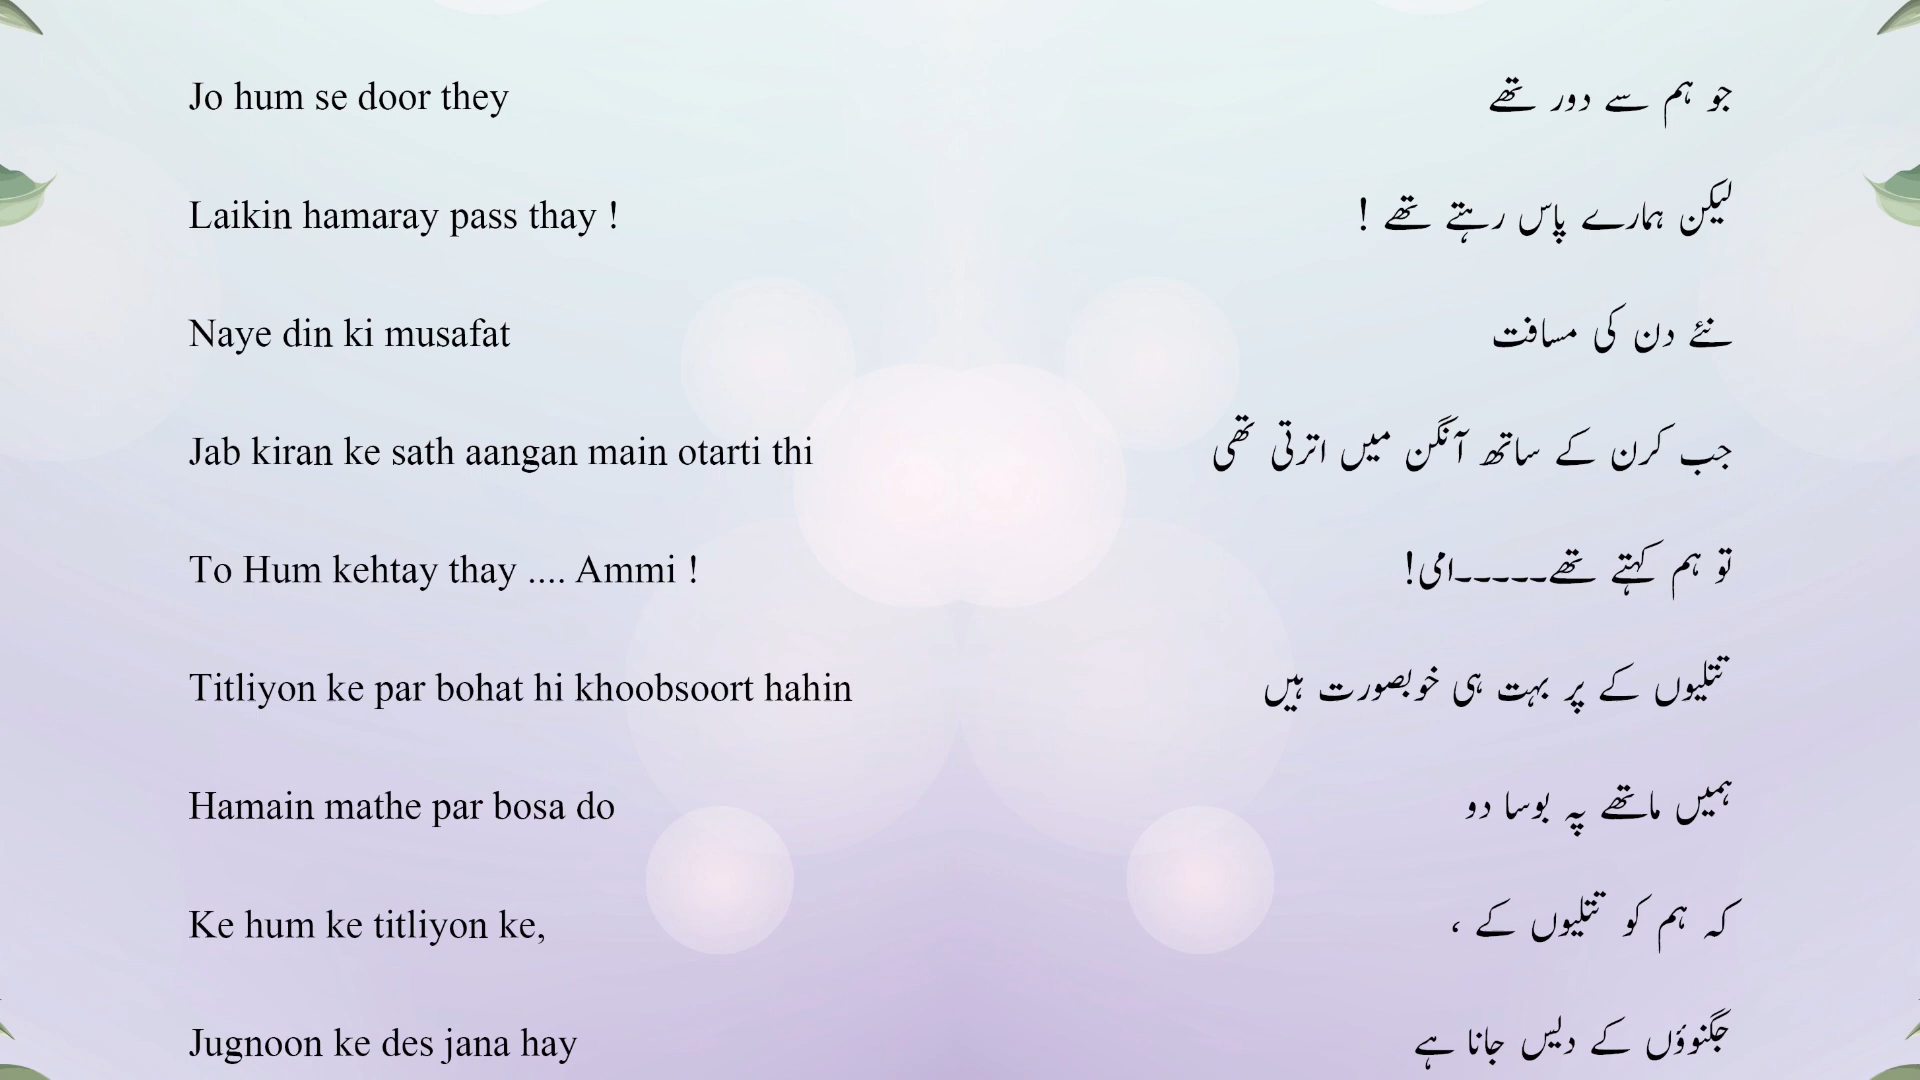 Jo hum se door they
جو ہم سے دور تھے
Laikin hamaray pass thay !
لیکن ہمارے پاس رہتے تھے !
Naye din ki musafat
نئے دن کی مسافت
Jab kiran ke sath aangan main otarti thi
جب کرن کے ساتھ آنگن میں اترتی تھی
To Hum kehtay thay .... Ammi !
تو ہم کہتے تھے-----امی!
Titliyon ke par bohat hi khoobsoort hahin
تتلیوں کے پر بہت ہی خوبصورت ہیں
Hamain mathe par bosa do
ہمیں ماتھے پہ بوسا دو
Ke hum ke titliyon ke,
کہ ہم کو تتلیوں کے ،
Jugnoon ke des jana hay
جگنوؤں کے دیس جانا ہے